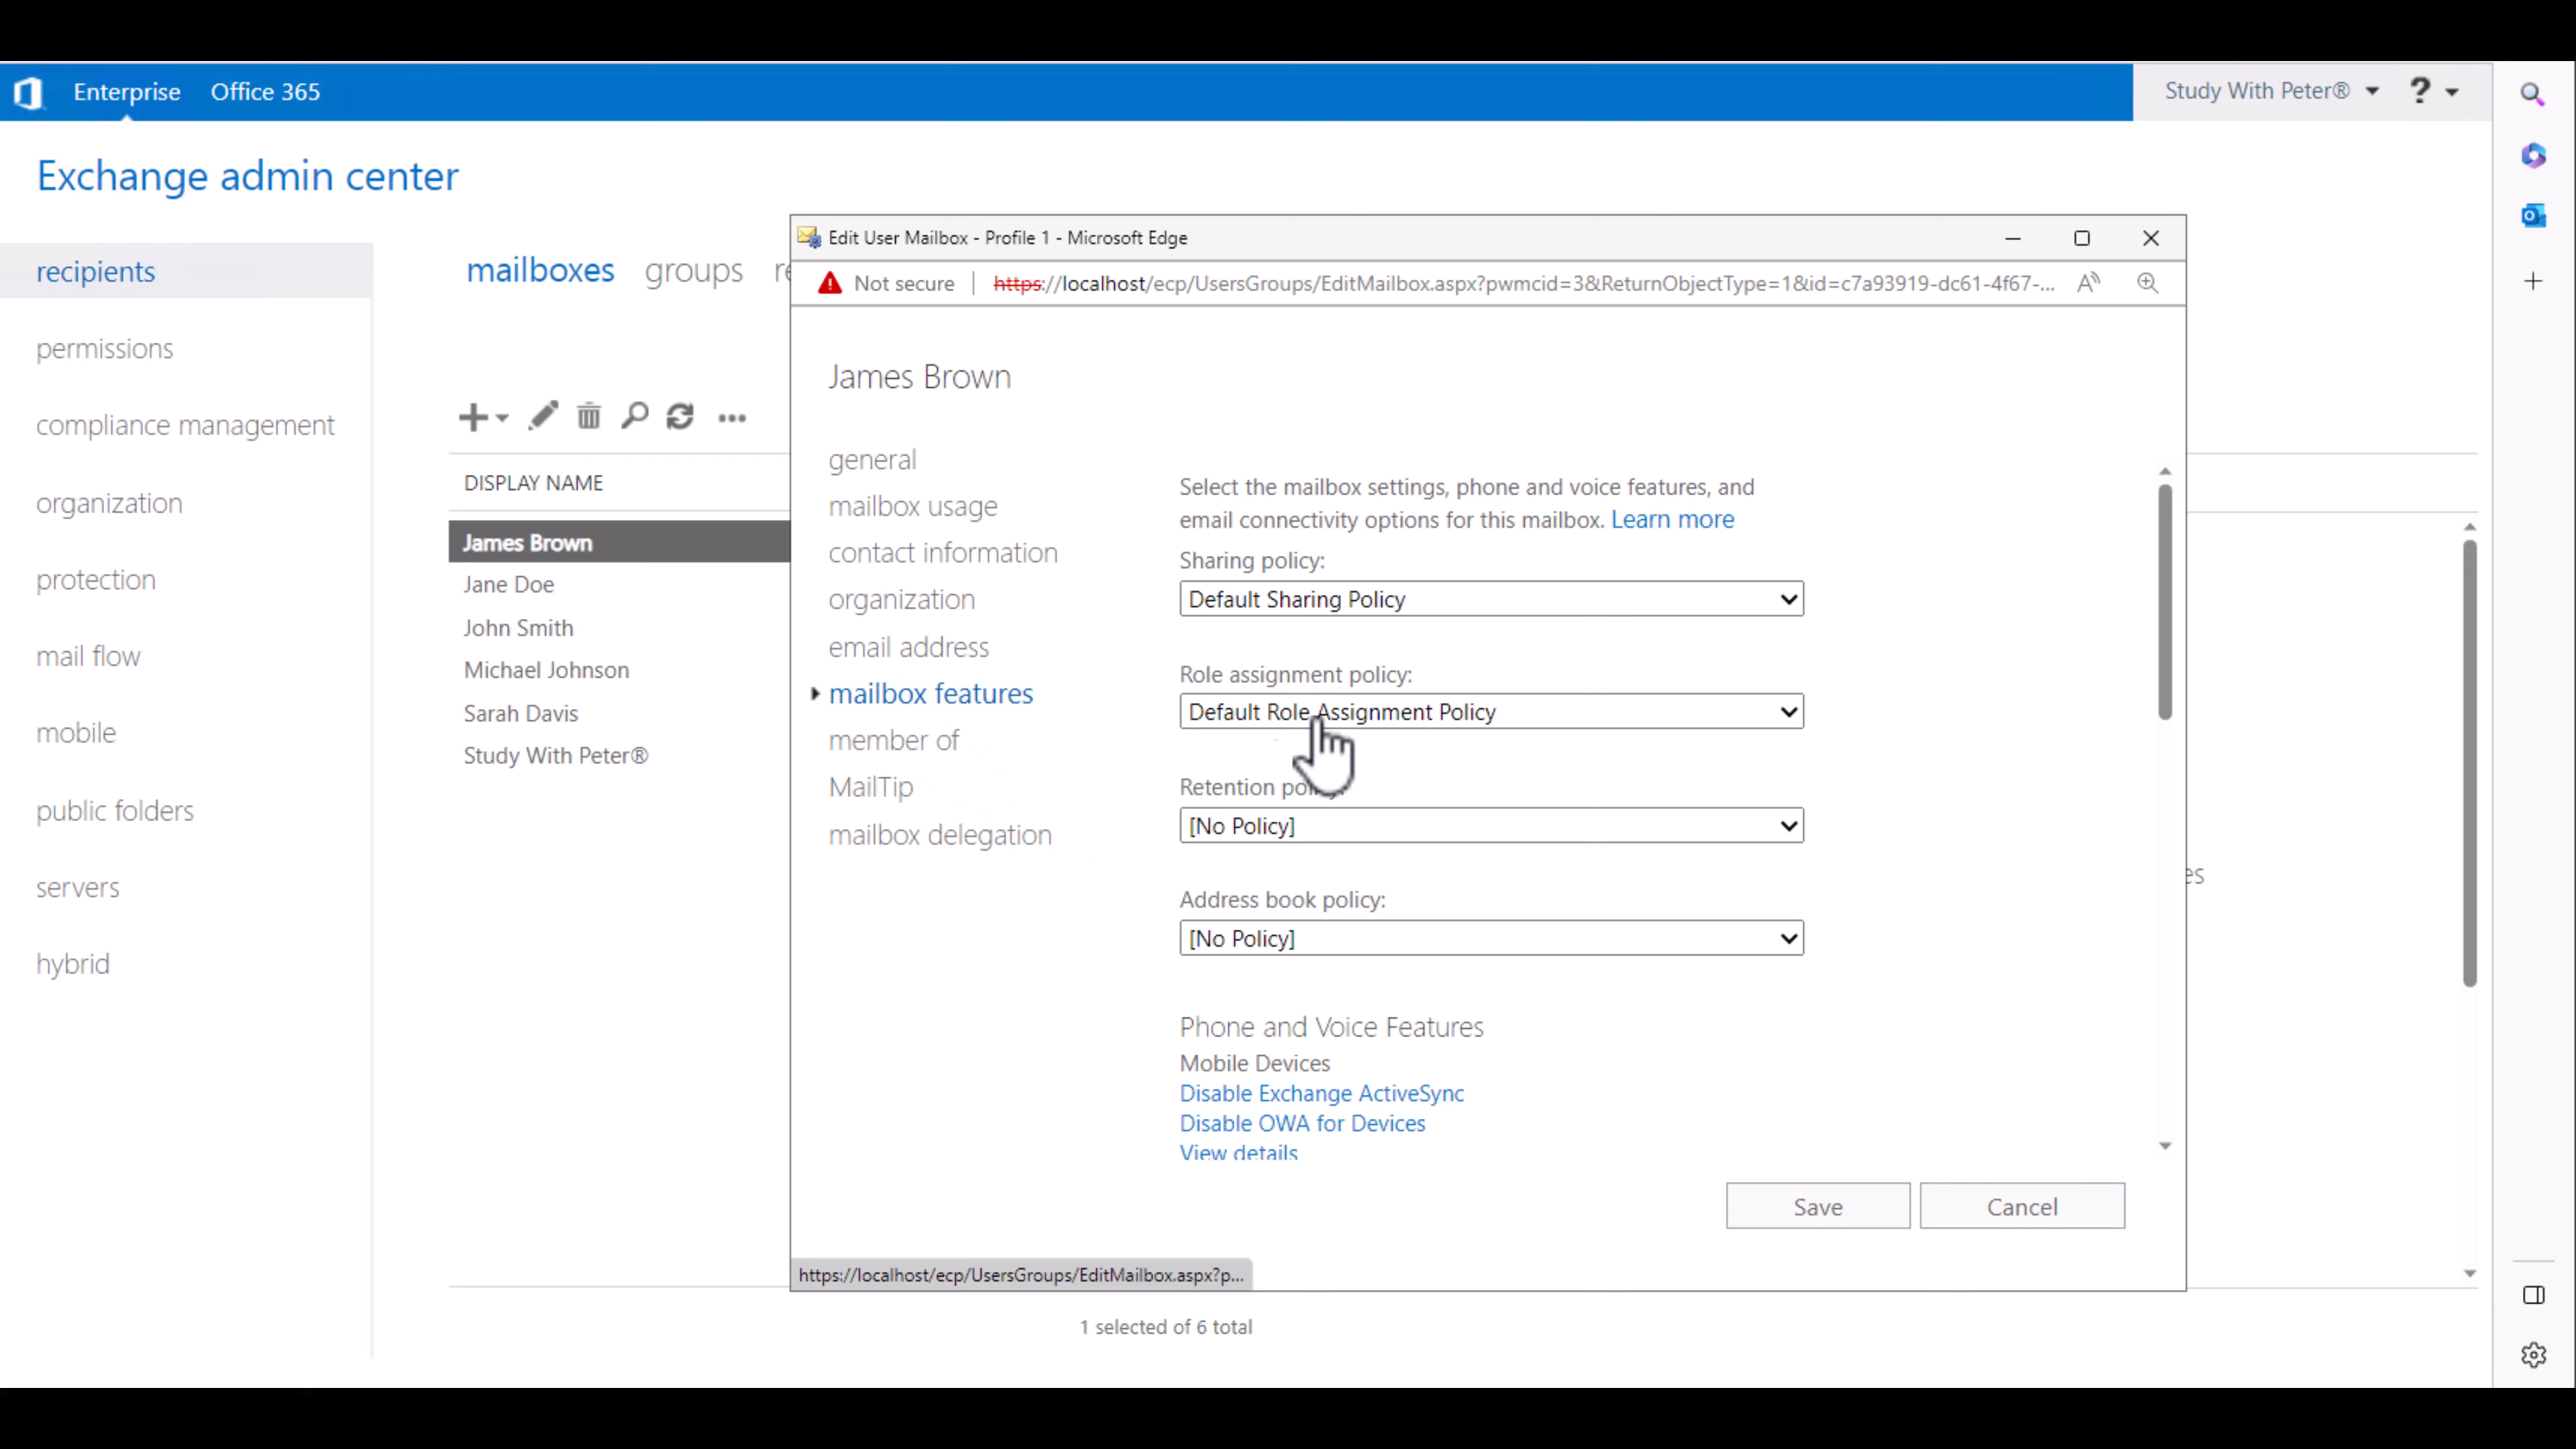 Enterprise Office 365
Study With Peter® ?
Exchange admin center
recipients
permissions
compliance management
organization
protection
mail flow
mobile
public folders
servers
hybrid
mailboxes groups
DISPLAY NAME
James Brown
Jane Doe
John Smith
Michael Johnson
Sarah Davis
Study With Peter®
Edit User Mailbox - Profile 1 - Microsoft Edge
Not secure https://localhost/ecp/UsersGroups/EditMailbox.aspx?pwmcid=3&ReturnObjectType=1&id=c7a93919-dc61-4f67-...
James Brown
general
mailbox usage
contact information
organization
email address
mailbox features
member of
MailTip
mailbox delegation
Select the mailbox settings, phone and voice features, and
email connectivity options for this mailbox. Learn more
Sharing policy:
Default Sharing Policy
Role assignment policy:
Default Role Assignment Policy
Retention policy:
[No Policy]
Address book policy:
[No Policy]
Phone and Voice Features
Mobile Devices
Disable Exchange ActiveSync
Disable OWA for Devices
View details
Save Cancel
https://localhost/ecp/UsersGroups/EditMailbox.aspx?p...
1 selected of 6 total